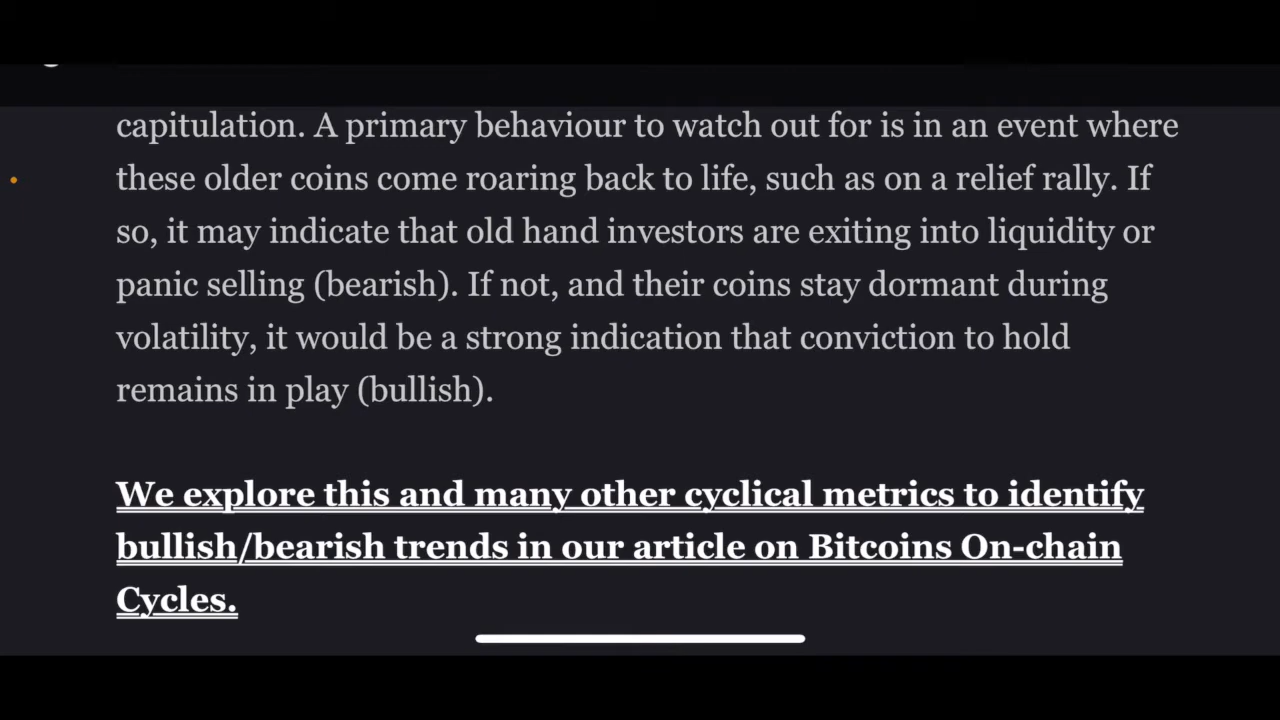 capitulation. A primary behaviour to watch out for is in an event where
these older coins come roaring back to life, such as on a relief rally. If
so, it may indicate that old hand investors are exiting into liquidity or
panic selling (bearish). If not, and their coins stay dormant during
volatility, it would be a strong indication that conviction to hold
remains in play (bullish).
We explore this and many other cyclical metrics to identify
bullish/bearish trends in our article on Bitcoins On-chain
Cycles.